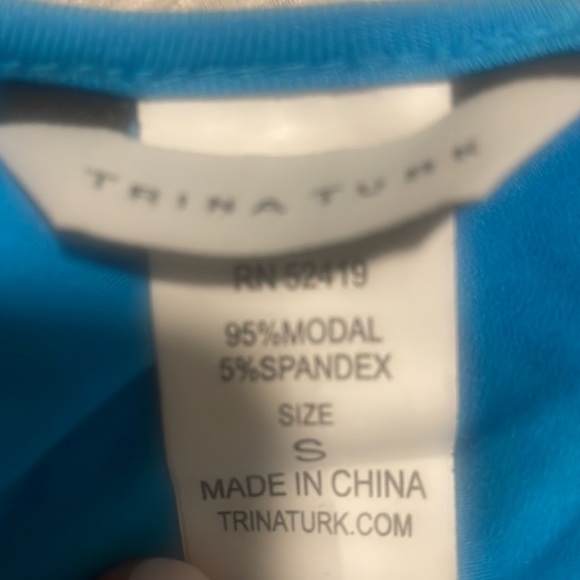 TRINA TURK
RN 52419
95%MODAL
5%SPANDEX
SIZE
S
MADE IN CHINA
TRINATURK.COM